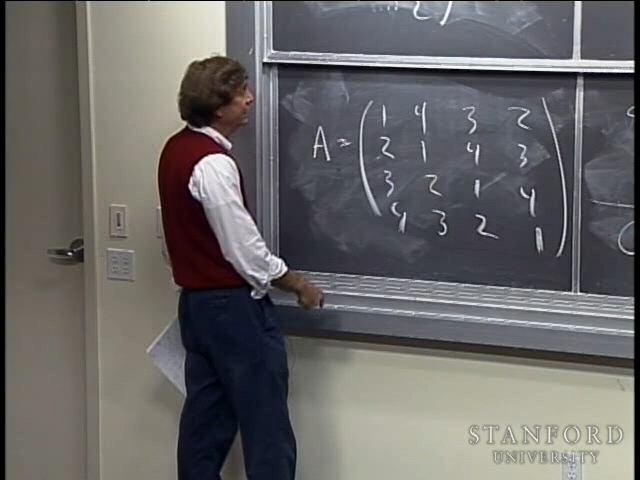 A = ( 1 4 3 2
2 1 4 3
3 2 1 4
4 3 2 1 )
STANFORD
UNIVERSITY